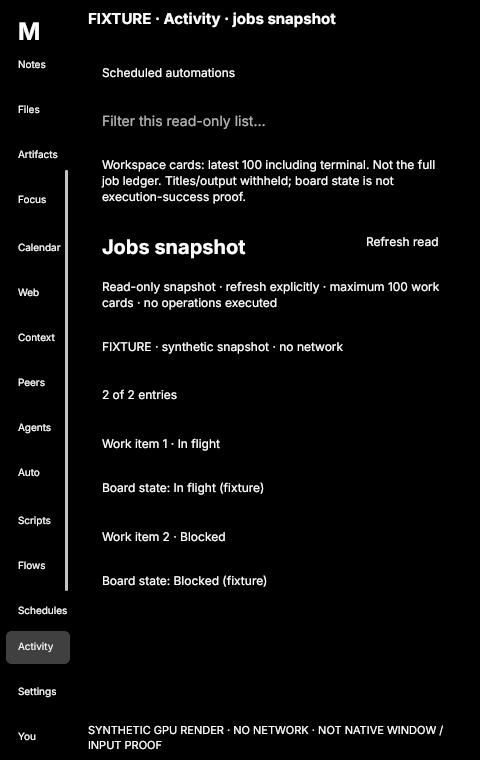 M
Notes
Files
Artifacts
Focus
Calendar
Web
Context
Peers
Agents
Auto
Scripts
Flows
Schedules
Activity
Settings
You
FIXTURE · Activity · jobs snapshot
Scheduled automations
Filter this read-only list...
Workspace cards: latest 100 including terminal. Not the full
job ledger. Titles/output withheld; board state is not
execution-success proof.
Jobs snapshot
Refresh read
Read-only snapshot · refresh explicitly · maximum 100 work
cards · no operations executed
FIXTURE · synthetic snapshot · no network
2 of 2 entries
Work item 1 · In flight
Board state: In flight (fixture)
Work item 2 · Blocked
Board state: Blocked (fixture)
SYNTHETIC GPU RENDER · NO NETWORK · NOT NATIVE WINDOW /
INPUT PROOF